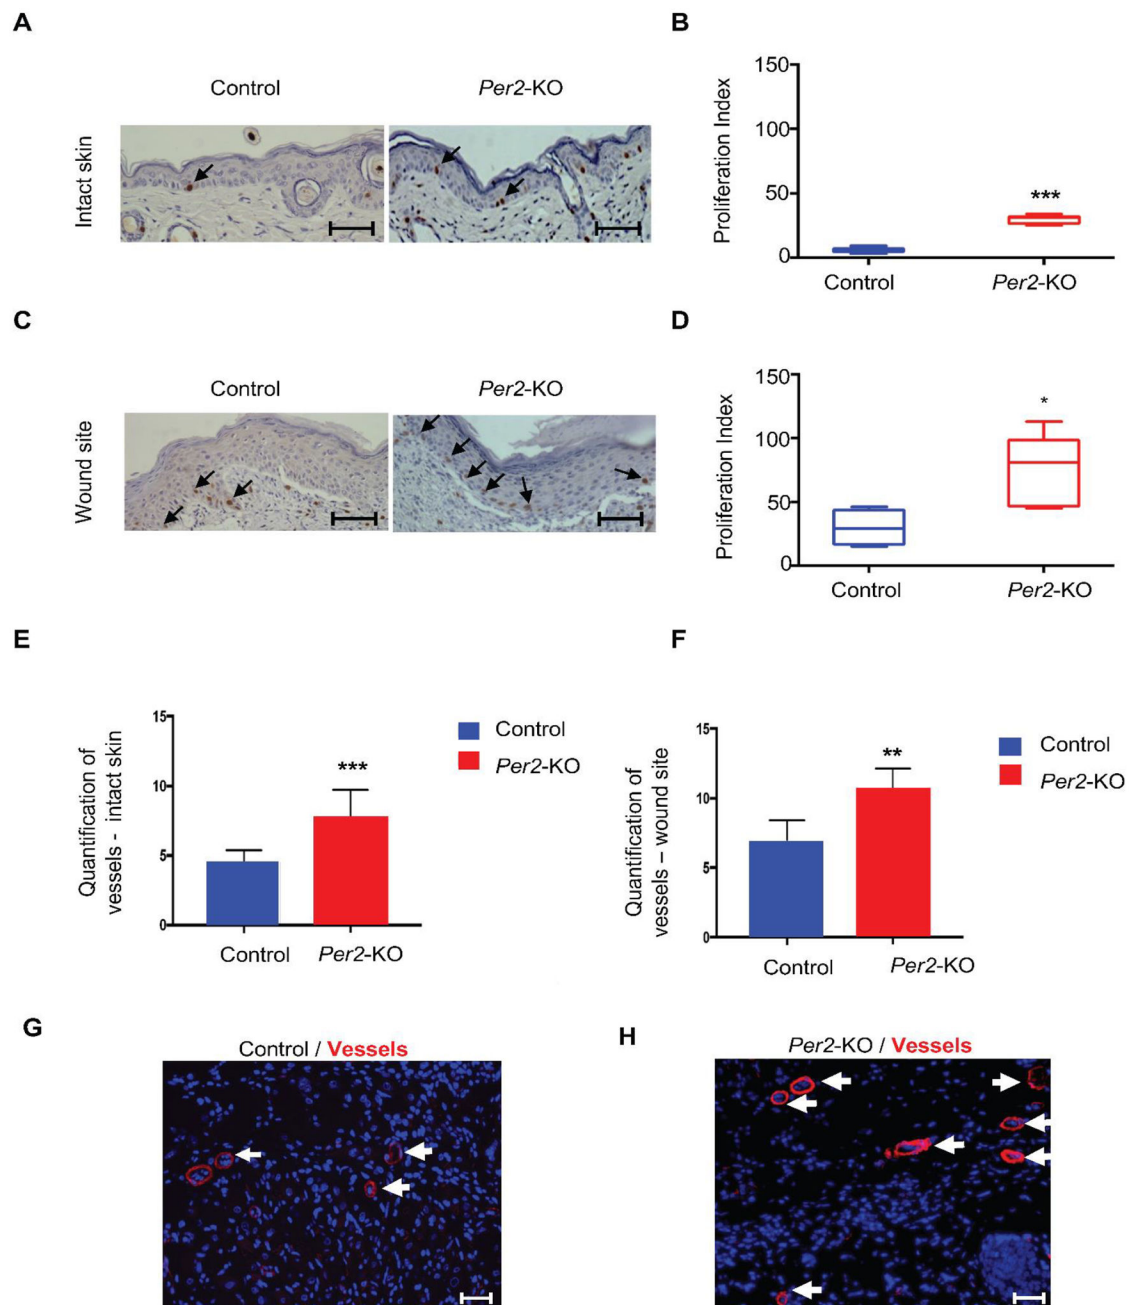 A
B
Control
Per2-KO
Intact skin
Proliferation Index
150
100
50
0
***
Control
Per2-KO
C
D
Control
Per2-KO
Wound site
Proliferation Index
150
100
50
0
*
Control
Per2-KO
E
F
Quantification of
vessels - intact skin
15
10
5
0
***
Control
Per2-KO
Control
Per2-KO
Quantification of
vessels – wound site
15
10
5
0
**
Control
Per2-KO
Control
Per2-KO
G
H
Control / Vessels
Per2-KO / Vessels